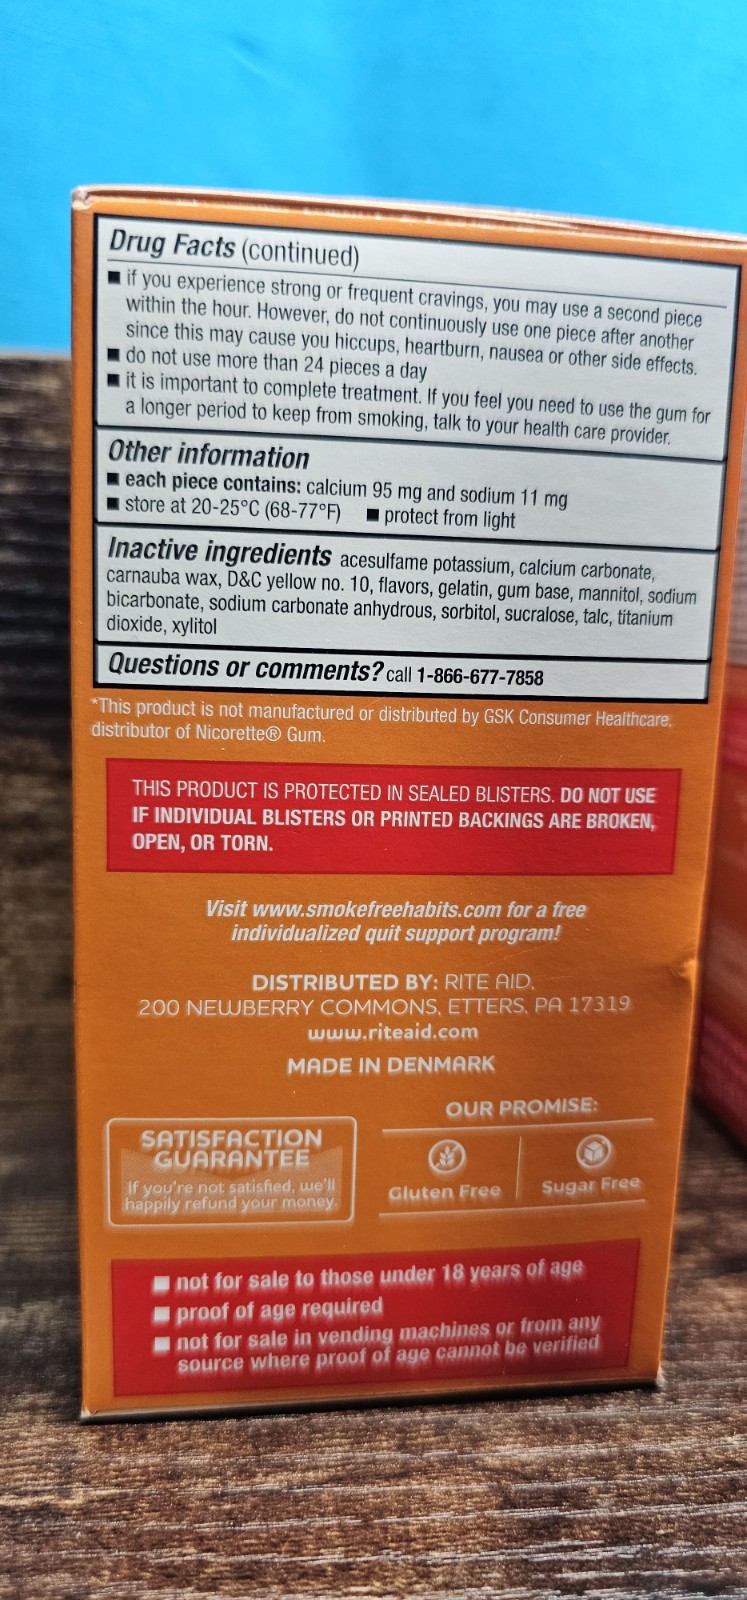 Drug Facts (continued)
■ if you experience strong or frequent cravings, you may use a second piece
within the hour. However, do not continuously use one piece after another
since this may cause you hiccups, heartburn, nausea or other side effects.
■ do not use more than 24 pieces a day
■ it is important to complete treatment. If you feel you need to use the gum for
a longer period to keep from smoking, talk to your health care provider.
Other information
■ each piece contains: calcium 95 mg and sodium 11 mg
■ store at 20-25°C (68-77°F) ■ protect from light
Inactive ingredients acesulfame potassium, calcium carbonate,
carnauba wax, D&C yellow no. 10, flavors, gelatin, gum base, mannitol, sodium
bicarbonate, sodium carbonate anhydrous, sorbitol, sucralose, talc, titanium
dioxide, xylitol
Questions or comments? call 1-866-677-7858
*This product is not manufactured or distributed by GSK Consumer Healthcare,
distributor of Nicorette® Gum.
THIS PRODUCT IS PROTECTED IN SEALED BLISTERS. DO NOT USE
IF INDIVIDUAL BLISTERS OR PRINTED BACKINGS ARE BROKEN,
OPEN, OR TORN.
Visit www.smokefreehabits.com for a free
individualized quit support program!
DISTRIBUTED BY: RITE AID,
200 NEWBERRY COMMONS, ETTERS, PA 17319
www.riteaid.com
MADE IN DENMARK
SATISFACTION
GUARANTEE
If you're not satisfied, we'll
happily refund your money.
OUR PROMISE:
Gluten Free
Sugar Free
■ not for sale to those under 18 years of age
■ proof of age required
■ not for sale in vending machines or from any
source where proof of age cannot be verified